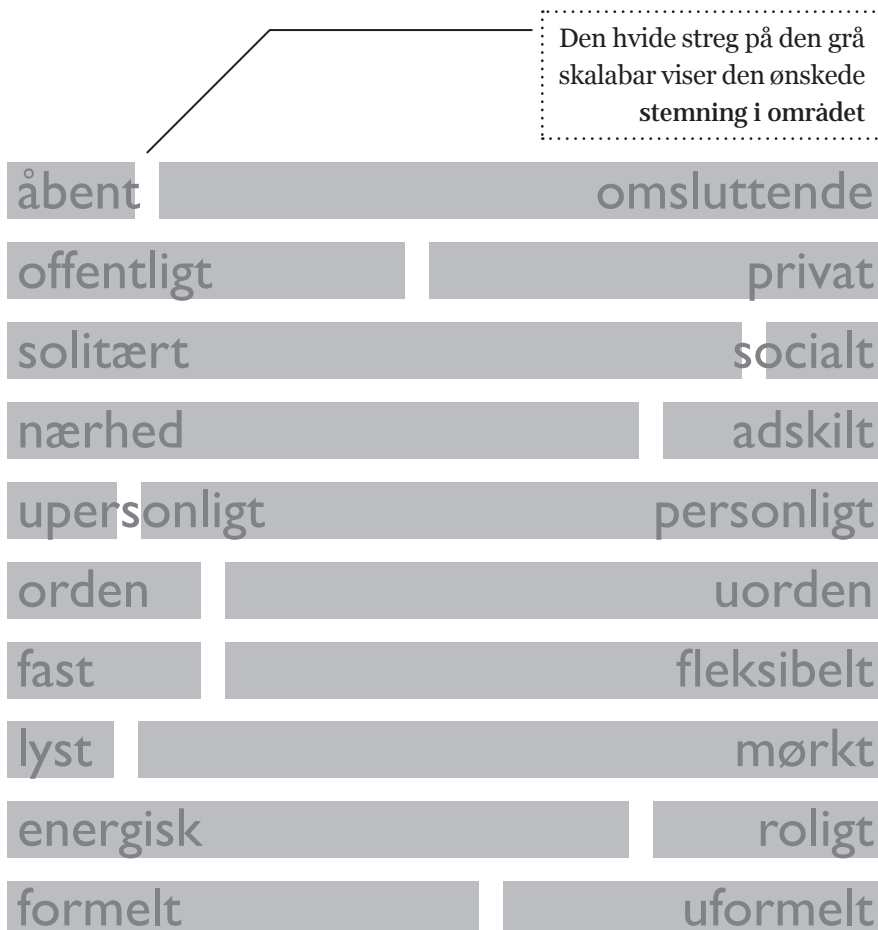 Den hvide streg på den grå
skalabar viser den ønskede
stemning i området
åbent omsluttende
offentligt privat
solitært socialt
nærhed adskilt
upersonligt personligt
orden uorden
fast fleksibelt
lyst mørkt
energisk roligt
formelt uformelt